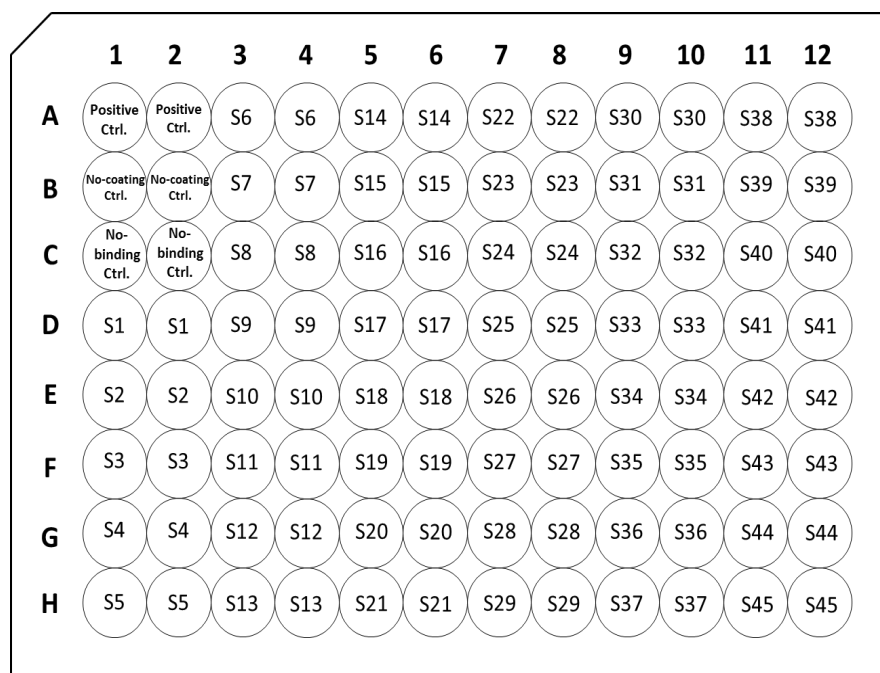 1 2 3 4 5 6 7 8 9 10 11 12
A Positive Ctrl. Positive Ctrl. S6 S6 S14 S14 S22 S22 S30 S30 S38 S38
B No-coating Ctrl. No-coating Ctrl. S7 S7 S15 S15 S23 S23 S31 S31 S39 S39
C No-binding Ctrl. No-binding Ctrl. S8 S8 S16 S16 S24 S24 S32 S32 S40 S40
D S1 S1 S9 S9 S17 S17 S25 S25 S33 S33 S41 S41
E S2 S2 S10 S10 S18 S18 S26 S26 S34 S34 S42 S42
F S3 S3 S11 S11 S19 S19 S27 S27 S35 S35 S43 S43
G S4 S4 S12 S12 S20 S20 S28 S28 S36 S36 S44 S44
H S5 S5 S13 S13 S21 S21 S29 S29 S37 S37 S45 S45